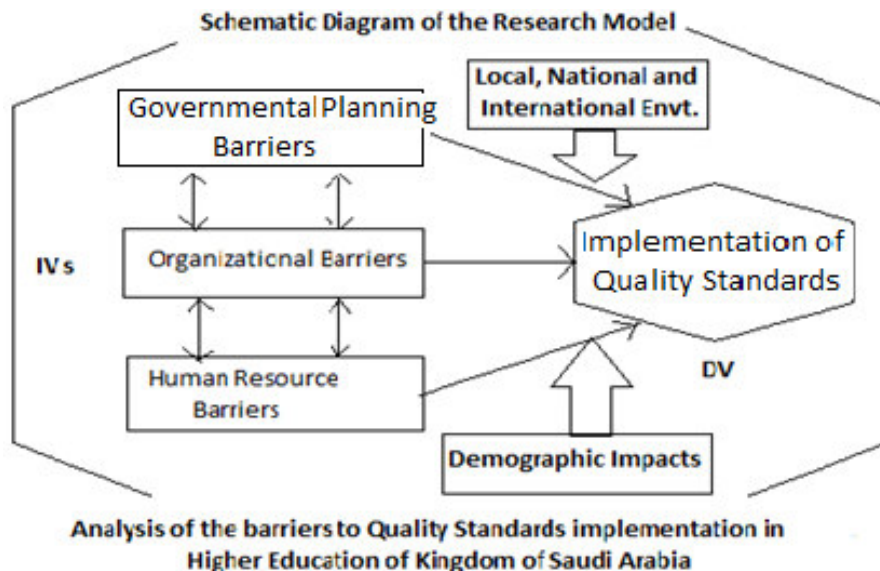 Schematic Diagram of the Research Model
Local, National and
International Envt.
Governmental Planning
Barriers
Organizational Barriers
Implementation of
Quality Standards
IVs
Human Resource
Barriers
DV
Demographic Impacts
Analysis of the barriers to Quality Standards implementation in
Higher Education of Kingdom of Saudi Arabia